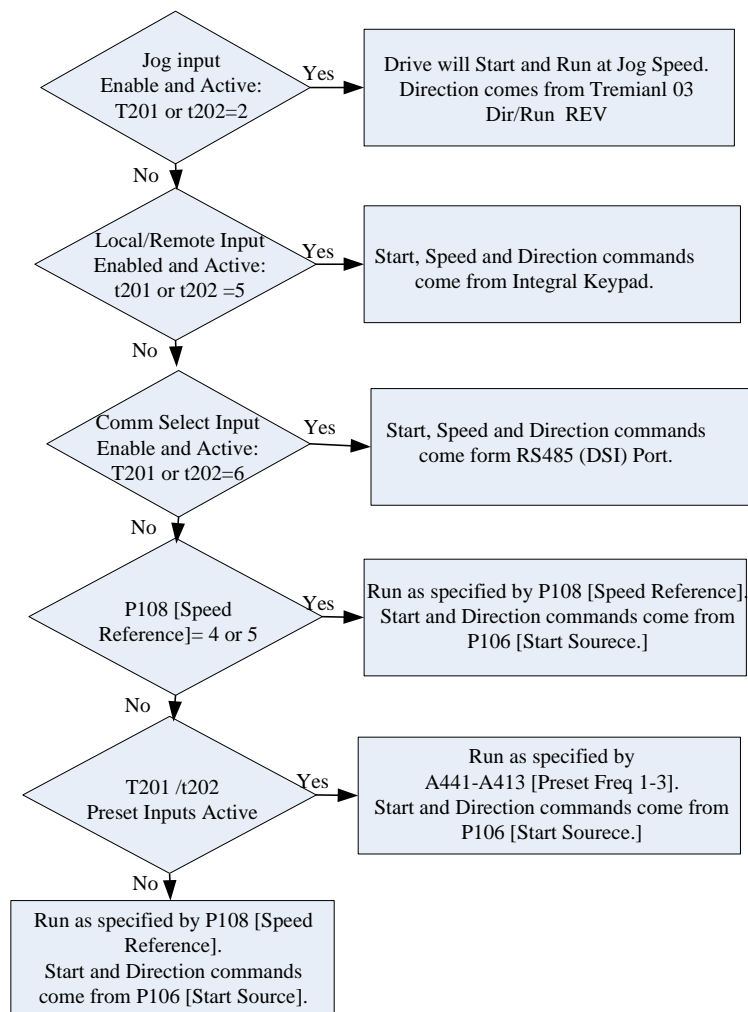 Jog input
Enable and Active:
T201 or t202=2
Yes
Drive will Start and Run at Jog Speed.
Direction comes from Tremianl 03
Dir/Run REV
No
Local/Remote Input
Enabled and Active:
t201 or t202 =5
Yes
Start, Speed and Direction commands
come from Integral Keypad.
No
Comm Select Input
Enable and Active:
T201 or t202=6
Yes
Start, Speed and Direction commands
come form RS485 (DSI) Port.
No
P108 [Speed
Reference]= 4 or 5
Yes
Run as specified by P108 [Speed Reference].
Start and Direction commands come from
P106 [Start Sourece.]
No
T201 /t202
Preset Inputs Active
Yes
Run as specified by
A441-A413 [Preset Freq 1-3].
Start and Direction commands come from
P106 [Start Sourece.]
No
Run as specified by P108 [Speed
Reference].
Start and Direction commands
come from P106 [Start Source].